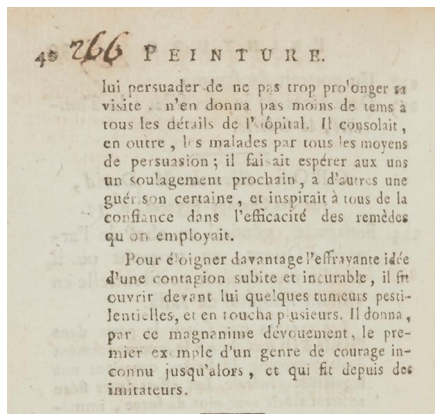 40 266 PEINTURE.
lui persuader de ne pas trop prolonger sa
visite n'en donna pas moins de tems à
tous les détails de l'hôpital. Il consolait,
en outre, les malades par tous les moyens
de persuasion; il faisait espérer aux uns
un soulagement prochain, à d'autres une
guérison certaine, et inspirait à tous de la
confiance dans l'efficacité des remèdes
qu'on employait.
Pour éloigner davantage l'effrayante idée
d'une contagion subite et incurable, il fit
ouvrir devant lui quelques tumeurs pesti-
lentielles, et en toucha plusieurs. Il donna,
par ce magnanime dévouement, le pre-
mier exemple d'un genre de courage in-
connu jusqu'alors, et qui fit depuis des
imitateurs.